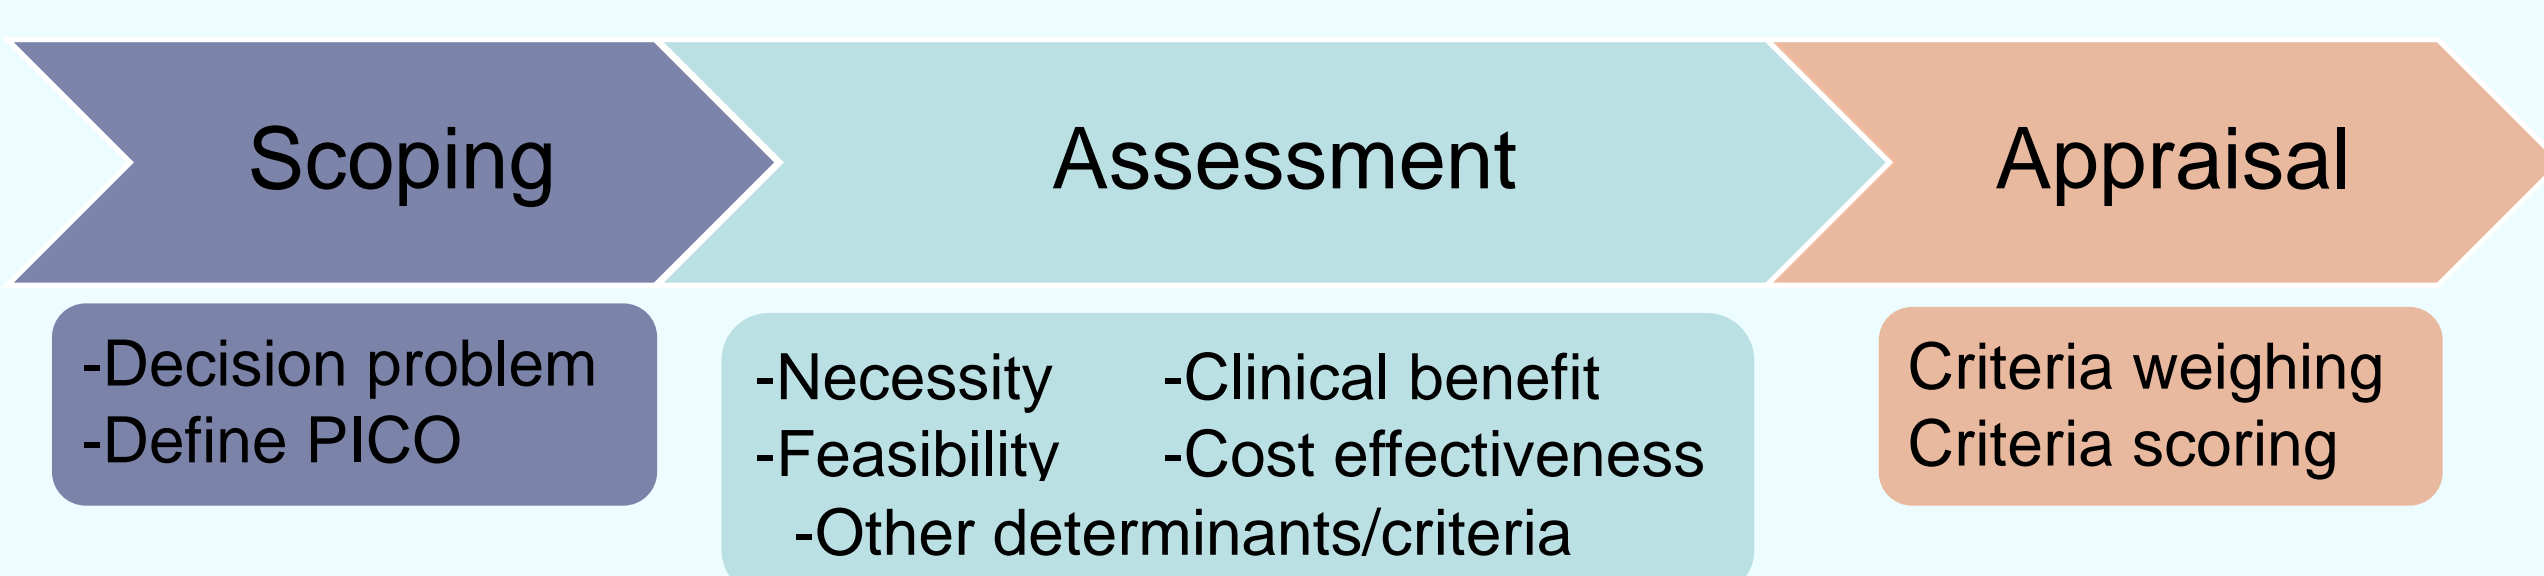 Scoping
Assessment
Appraisal
-Decision problem
-Define PICO
-Necessity -Clinical benefit
-Feasibility -Cost effectiveness
-Other determinants/criteria
Criteria weighing
Criteria scoring